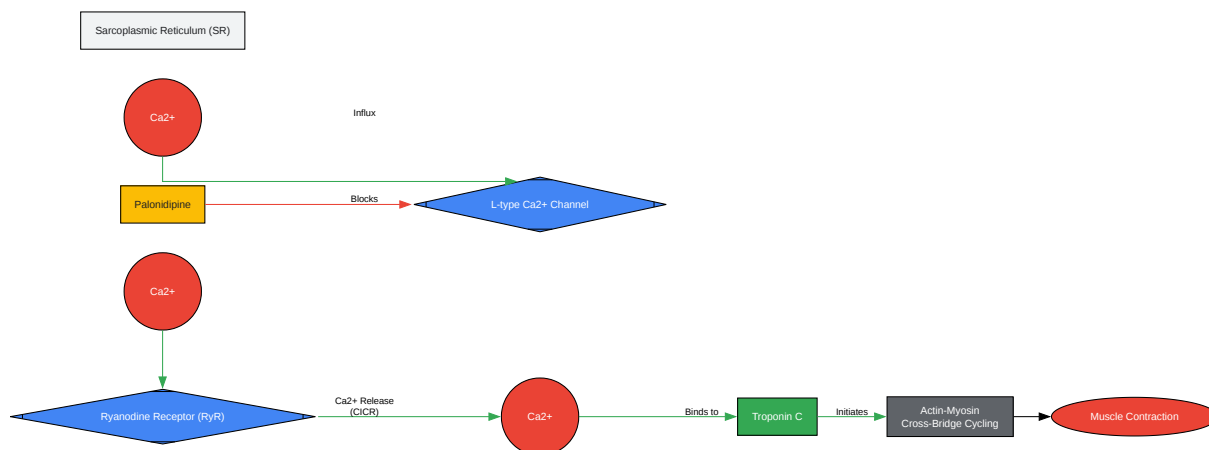 Sarcoplasmic Reticulum (SR)
Ca2+
Influx
Palonidipine
Blocks
L-type Ca2+ Channel
Ca2+
Ryanodine Receptor (RyR)
Ca2+ Release
(CICR)
Ca2+
Binds to
Troponin C
Initiates
Actin-Myosin
Cross-Bridge Cycling
Muscle Contraction